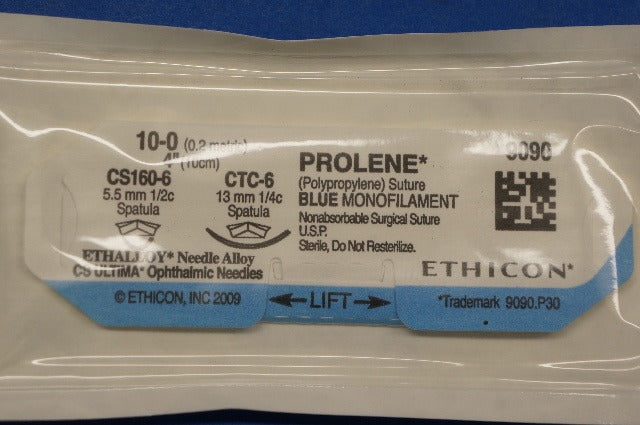 10-0 (0.2 metric)
4" (10cm)
CS160-6
5.5 mm 1/2c
Spatula
CTC-6
13 mm 1/4c
Spatula
ETHALLOY* Needle Alloy
CS ULTIMA* Ophthalmic Needles
PROLENE*
(Polypropylene) Suture
BLUE MONOFILAMENT
Nonabsorbable Surgical Suture
U.S.P.
Sterile, Do Not Resterilize.
9090
ETHICON*
© ETHICON, INC 2009
LIFT
*Trademark 9090.P30